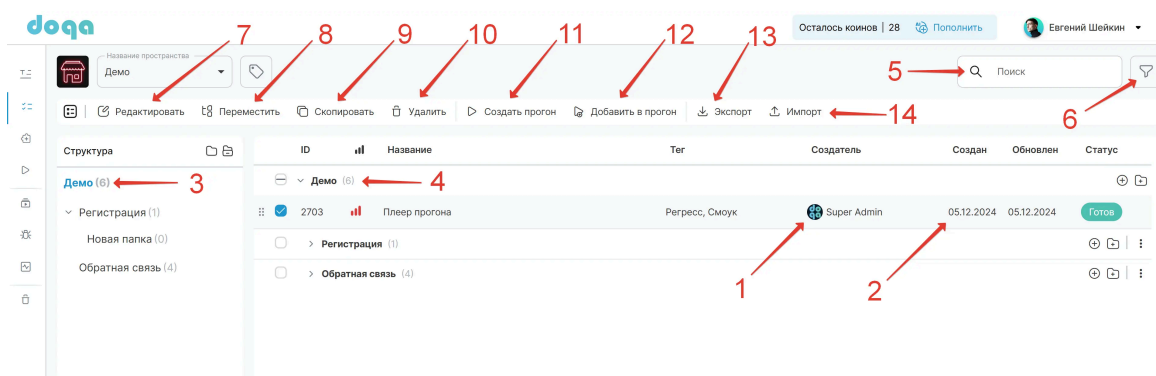 doqa
Осталось коинов | 28 Пополнить
Евгений Шейкин
7 8 9 10 11 12 13
Название пространства
Демо
5
Поиск
6
Редактировать Переместить Скопировать Удалить Создать прогон Добавить в прогон Экспорт Импорт 14
Структура
ID Название Тег Создатель Создан Обновлен Статус
Демо (6) 3
Демо (6) 4
Регистрация (1)
2703 Плеер прогона Регресс, Смоук Super Admin 05.12.2024 05.12.2024 Готов
Новая папка (0)
Регистрация (1)
Обратная связь (4)
Обратная связь (4)
1 2